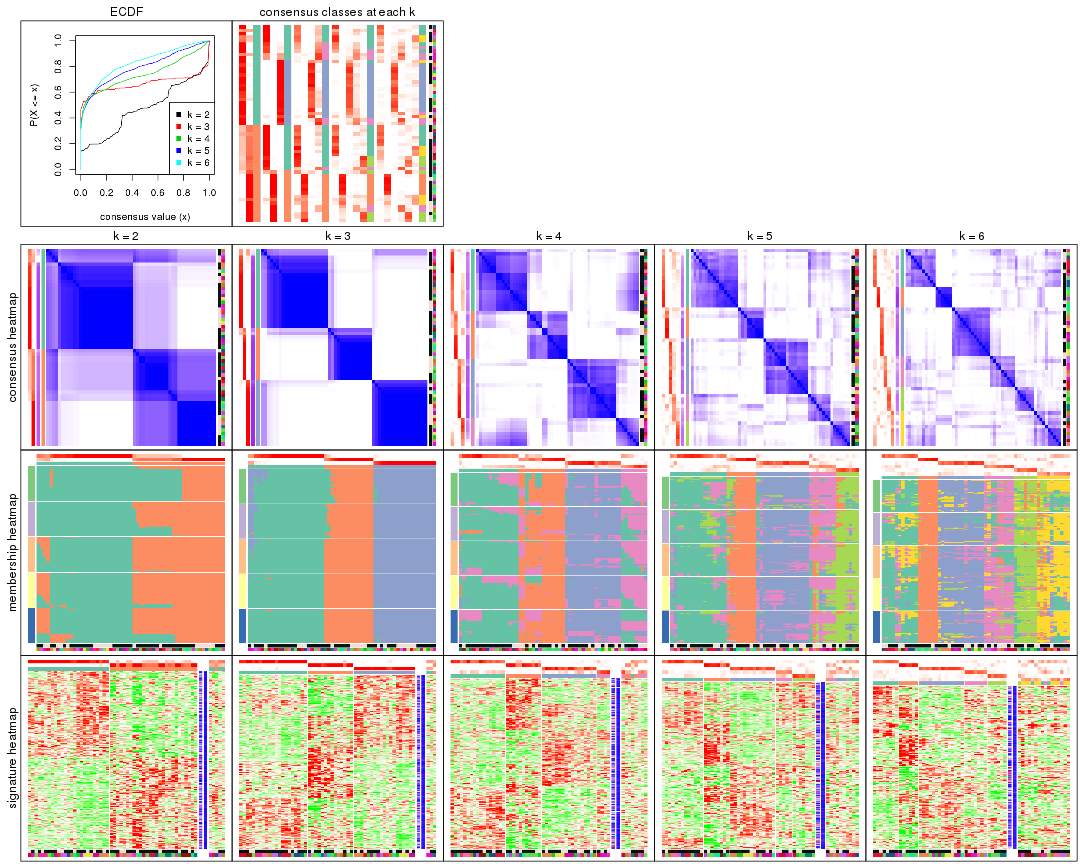 ECDF
consensus classes at each k
P(X <= x)
0.0 0.2 0.4 0.6 0.8 1.0
k = 2
k = 3
k = 4
k = 5
k = 6
0.0 0.2 0.4 0.6 0.8 1.0
consensus value (x)
k = 2 k = 3 k = 4 k = 5 k = 6
consensus heatmap
membership heatmap
signature heatmap